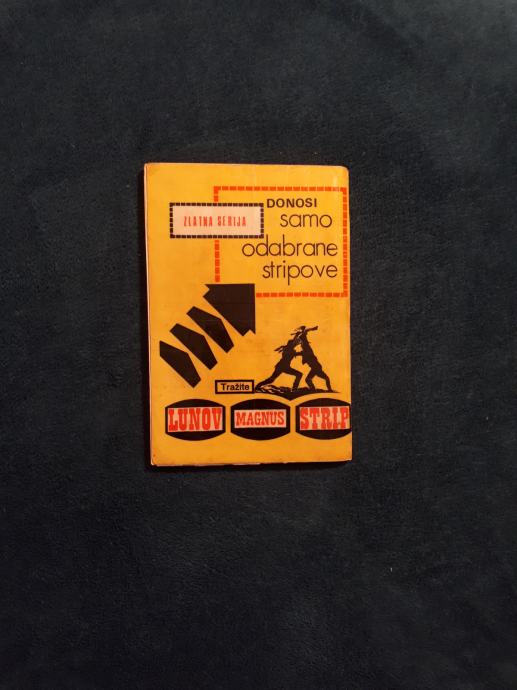 DONOSI
ZLATNA SERIJA
samo
odabrane
stripove
Tražite
LUNOV
MAGNUS
STRIP